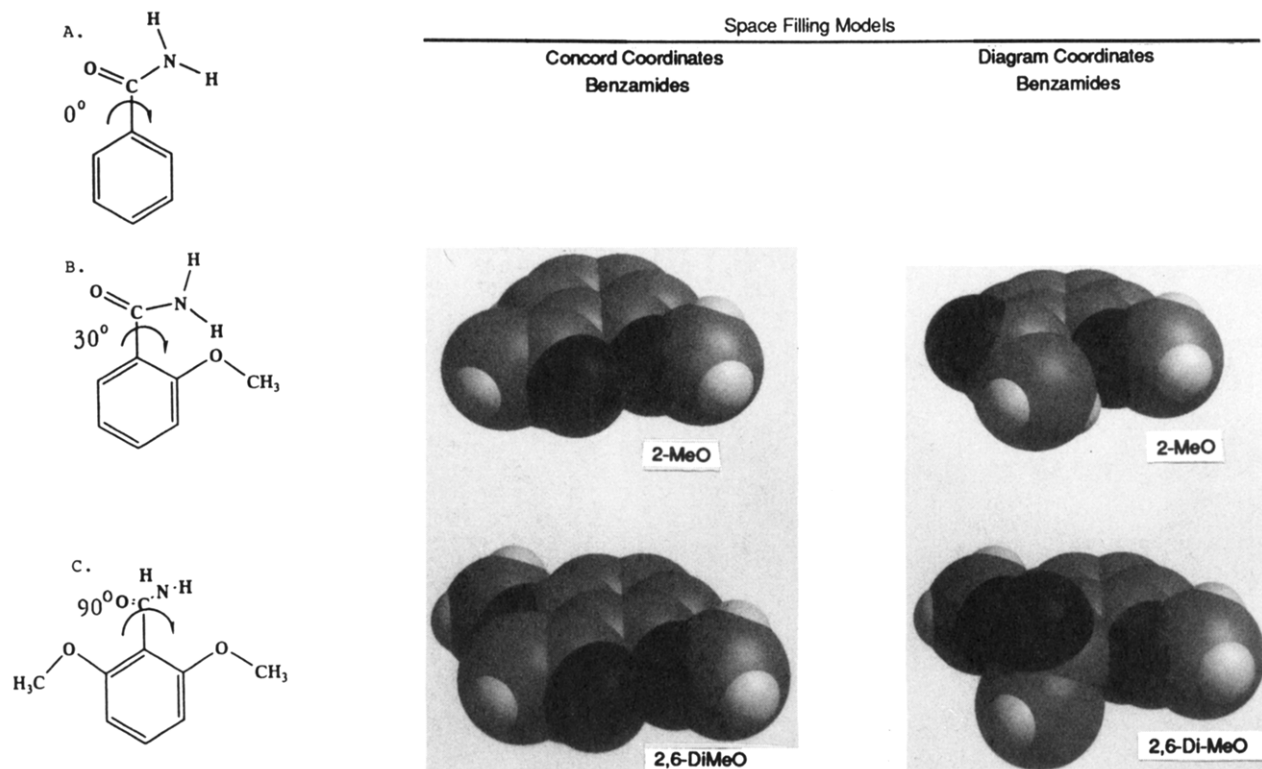 A.
H
O
N
H
C
0°
B.
H
O
N
C
H
30°
O
CH₃
C.
H
H
90°
O
C
N
O
O
H₃C
CH₃
Space Filling Models
Concord Coordinates
Benzamides
Diagram Coordinates
Benzamides
2-MeO
2-MeO
2,6-DiMeO
2,6-Di-MeO